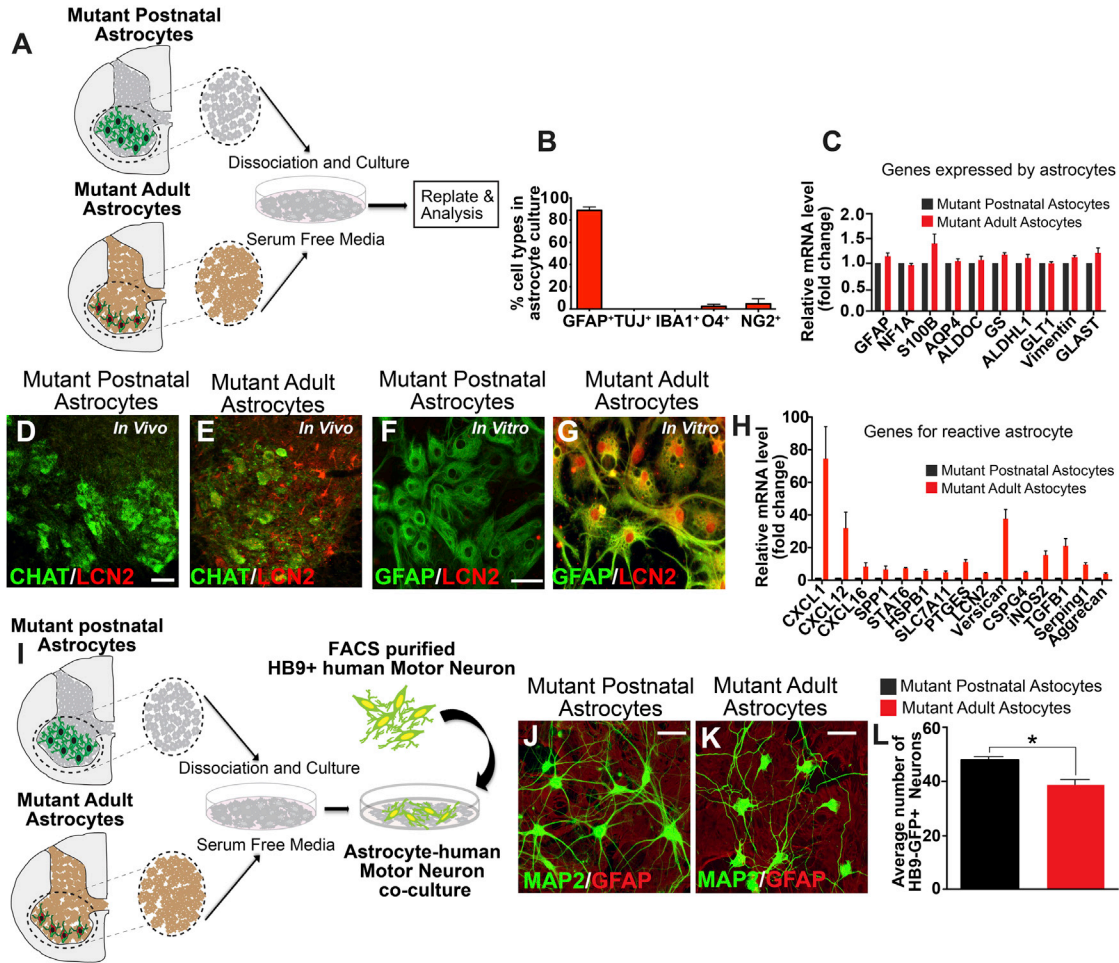 A
Mutant Postnatal
Astrocytes
Mutant Adult
Astrocytes
Dissociation and Culture
Serum Free Media
Replate &
Analysis
B
% cell types in
astrocyte culture
100
80
60
40
20
0
GFAP+ TUJ+ IBA1+ O4+ NG2+
C
Genes expressed by astrocytes
Mutant Postnatal Astocytes
Mutant Adult Astocytes
Relative mRNA level
(fold change)
2.0
1.5
1.0
1.0
0.0
GFAP
NF1A
S100B
AQP4
ALDOC
GS
ALDHL1
GLT1
Vimentin
GLAST
Mutant Postnatal
Astrocytes
D
In Vivo
CHAT/LCN2
Mutant Adult
Astrocytes
E
In Vivo
CHAT/LCN2
Mutant Postnatal
Astrocytes
F
In Vitro
GFAP/LCN2
Mutant Adult
Astrocytes
G
In Vitro
GFAP/LCN2
H
Genes for reactive astrocyte
Mutant Postnatal Astocytes
Mutant Adult Astocytes
Relative mRNA level
(fold change)
100
80
60
40
20
0
CXCL1
CXCL12
CXCL16
SPP1
STAT6
HSPB1
SLC7A11
PTGES
LCN2
Versican
CSPG4
iNOS2
TGFB1
Serping1
Aggrecan
I
Mutant postnatal
Astrocytes
Mutant Adult
Astrocytes
Dissociation and Culture
Serum Free Media
FACS purified
HB9+ human Motor Neuron
Astrocyte-human
Motor Neuron
co-culture
Mutant Postnatal
Astrocytes
J
MAP2/GFAP
Mutant Adult
Astrocytes
K
MAP2/GFAP
L
Mutant Postnatal Astocytes
Mutant Adult Astocytes
Average number of
HB9-GFP+ Neurons
60
40
20
0
*